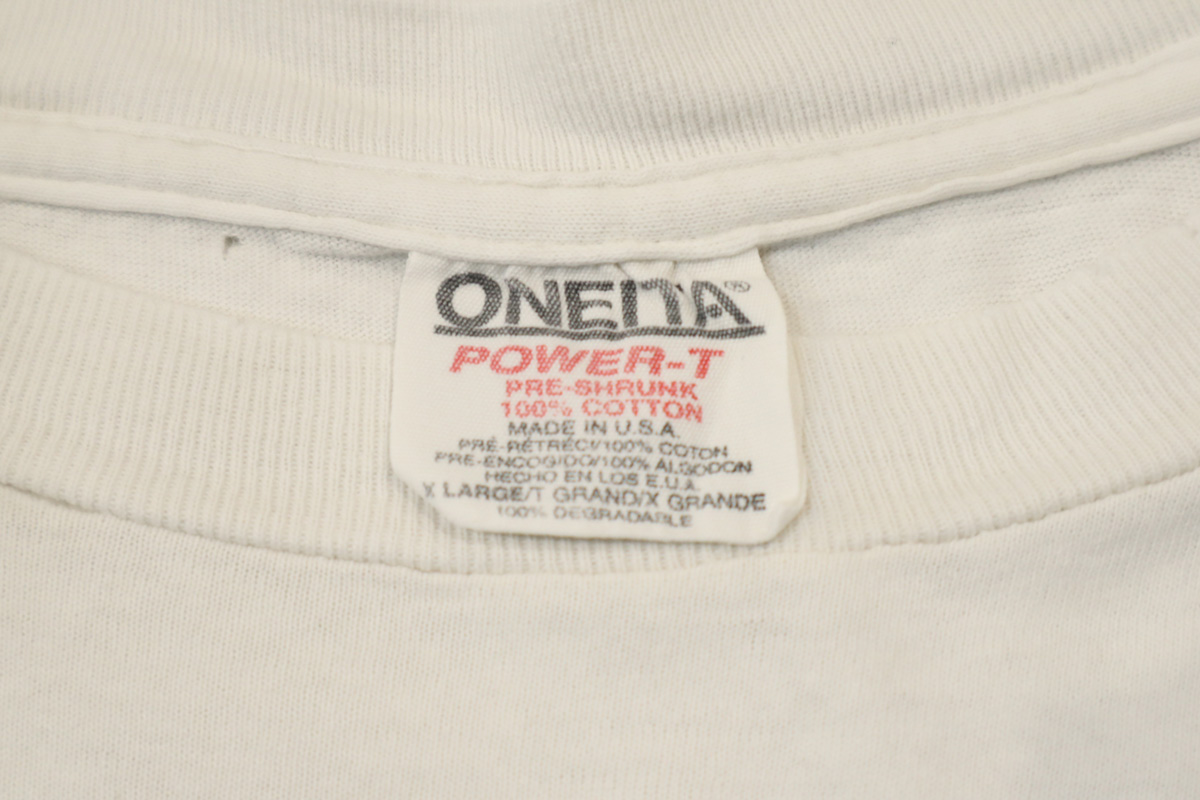 ONEITA®
POWER-T
PRE-SHRUNK
100% COTTON
MADE IN U.S.A.
PRÉ-RÉTRÉCI/100% COTON
PRE-ENCOGIDO/100% ALGODON
HECHO EN LOS E.U.A.
X LARGE/T GRAND/X GRANDE
100% DEGRADABLE